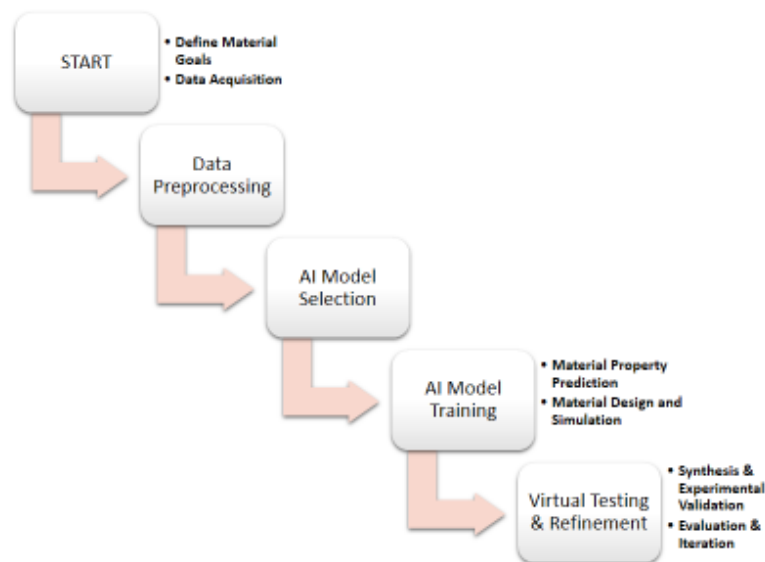 START
• Define Material
Goals
• Data Acquisition
Data
Preprocessing
AI Model
Selection
AI Model
Training
• Material Property
Prediction
• Material Design and
Simulation
Virtual Testing
& Refinement
• Synthesis &
Experimental
Validation
• Evaluation &
Iteration